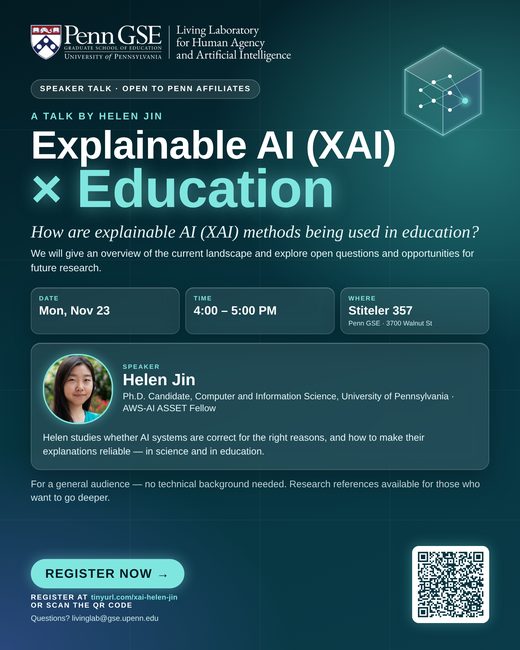 Penn GSE
GRADUATE SCHOOL OF EDUCATION
UNIVERSITY of PENNSYLVANIA
Living Laboratory
for Human Agency
and Artificial Intelligence
SPEAKER TALK · OPEN TO PENN AFFILIATES
A TALK BY HELEN JIN
Explainable AI (XAI)
× Education
How are explainable AI (XAI) methods being used in education?
We will give an overview of the current landscape and explore open questions and opportunities for
future research.
DATE
Mon, Nov 23
TIME
4:00 – 5:00 PM
WHERE
Stiteler 357
Penn GSE · 3700 Walnut St
SPEAKER
Helen Jin
Ph.D. Candidate, Computer and Information Science, University of Pennsylvania ·
AWS-AI ASSET Fellow
Helen studies whether AI systems are correct for the right reasons, and how to make their
explanations reliable — in science and in education.
For a general audience — no technical background needed. Research references available for those who
want to go deeper.
REGISTER NOW →
REGISTER AT tinyurl.com/xai-helen-jin
OR SCAN THE QR CODE
Questions? livinglab@gse.upenn.edu